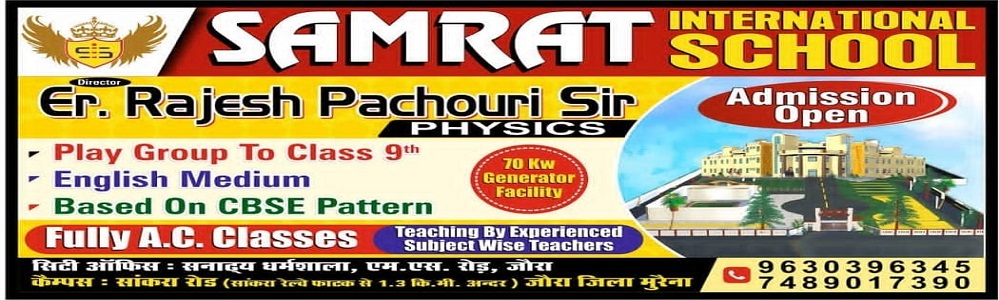 SAMRAT
INTERNATIONAL
SCHOOL
Director
Er. Rajesh Pachouri Sir
PHYSICS
Admission
Open
Play Group To Class 9th
English Medium
Based On CBSE Pattern
70 Kw
Generator
Facility
Fully A.C. Classes
Teaching By Experienced
Subject Wise Teachers
सिटी ऑफिस : सनाढ्य धर्मशाला, एम.एस. रोड़, जौरा
कैम्पस : सांकरा रोड (सांकरा रेल्वे फाटक से 1.3 कि.मी. अन्दर) जौरा जिला मुरैना
9630396345
7489017390